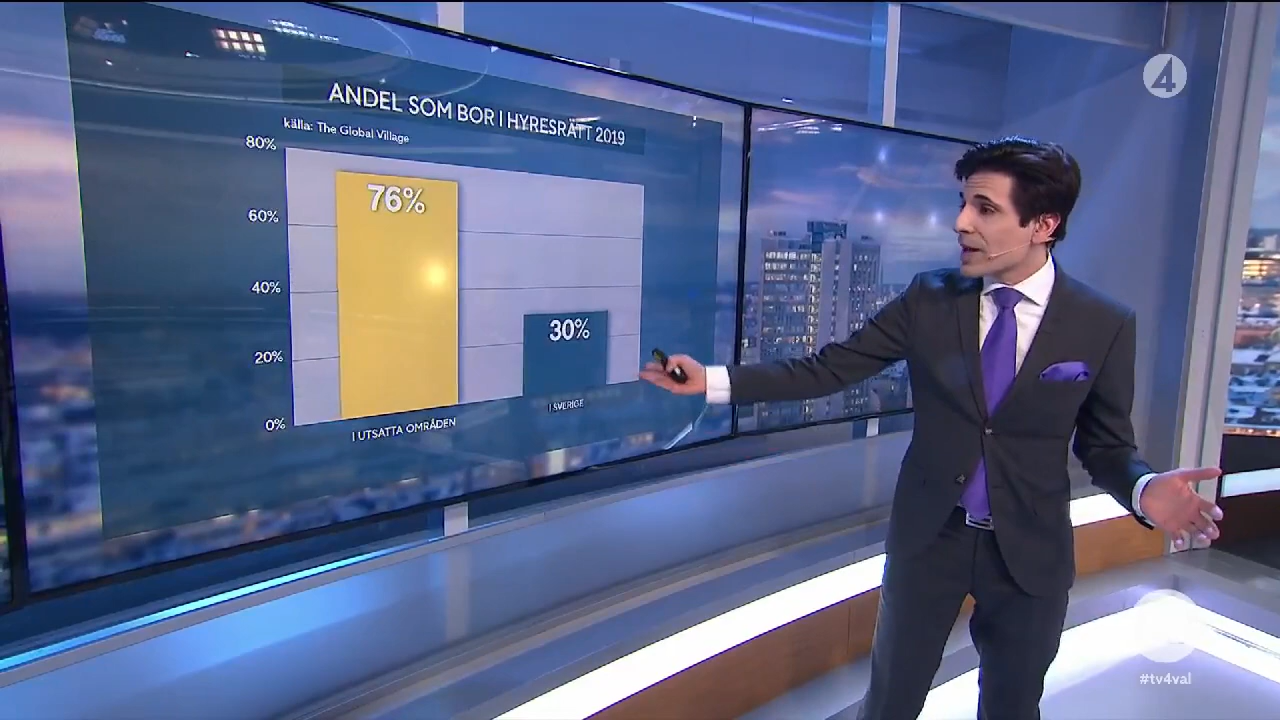 4
ANDEL SOM BOR I HYRESRÄTT 2019
källa: The Global Village
80%
60%
40%
20%
0%
76%
30%
I UTSATTA OMRÅDEN
I SVERIGE
#tv4val